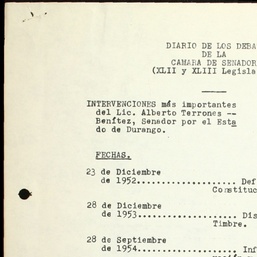 DIARIO DE LOS DEBA
DE LA
CAMARA DE SENADOR
(XLII y XLIII Legisla
INTERVENCIONES más importantes
del Lic. Alberto Terrones --
Benítez, Senador por el Esta
do de Durango.
FECHAS.
23 de Diciembre
de 1952.................. Def
Constituc
28 de Diciembre
de 1953.................. Dis
Timbre.
28 de Septiembre
de 1954.................. Inf